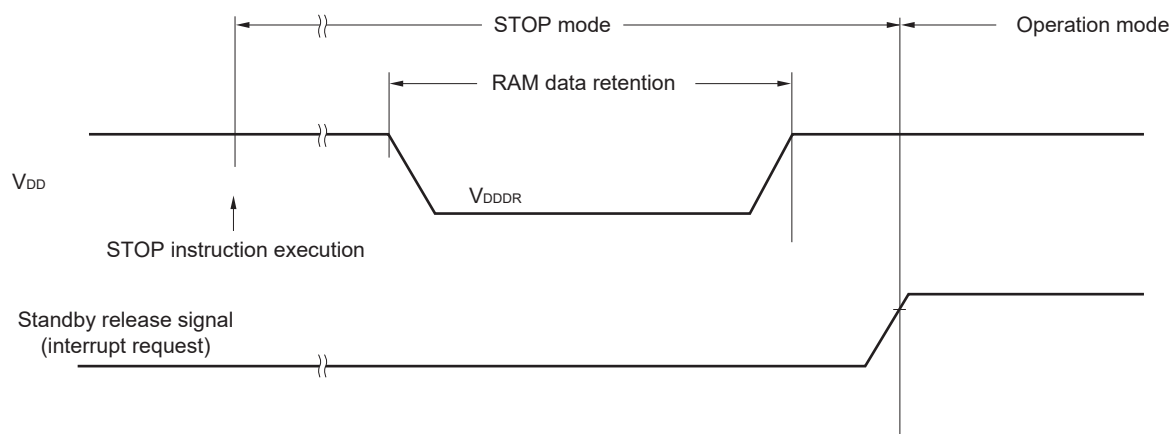 STOP mode
Operation mode
RAM data retention
VDD
VDDDR
STOP instruction execution
Standby release signal
(interrupt request)